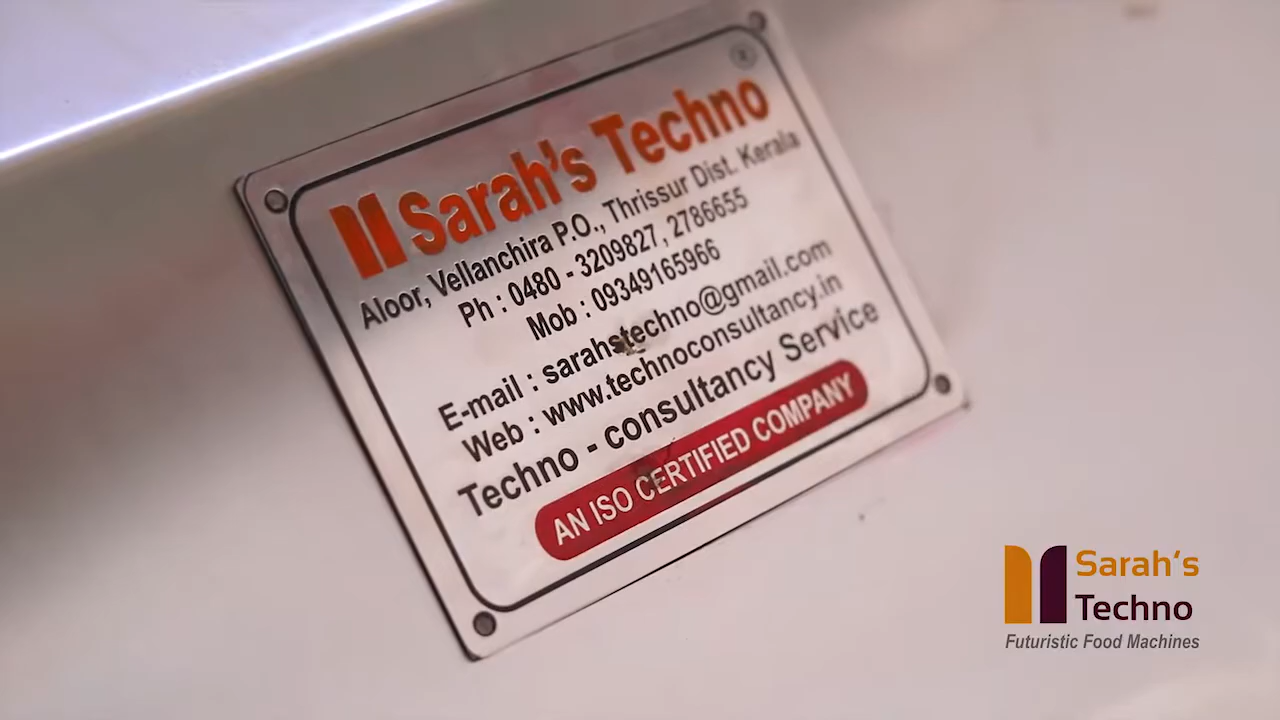 Sarah's Techno
Aloor, Vellanchira P.O., Thrissur Dist. Kerala
Ph : 0480 - 3209827, 2786655
Mob : 09349165966
E-mail : sarahstechno@gmail.com
Web : www.technoconsultancy.in
Techno - consultancy Service
AN ISO CERTIFIED COMPANY
Sarah's
Techno
Futuristic Food Machines